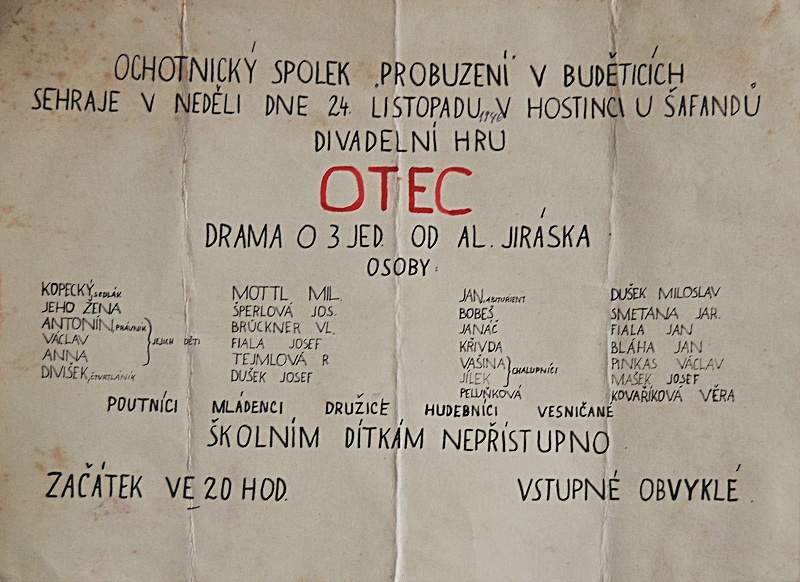 OCHOTNICKÝ SPOLEK „PROBUZENÍ" V BUDĚTICÍCH
SEHRAJE V NEDĚLI DNE 24. LISTOPADU 1946 V HOSTINCI U ŠAFANDŮ
DIVADELNÍ HRU
OTEC
DRAMA O 3 JED. OD AL. JIRÁSKA
OSOBY:
KOPECKÝ, SEDLÁK MOTTL MIL. JAN, ABITURIENT DUŠEK MILOSLAV
JEHO ŽENA ŠPERLOVÁ JOS. BOBEŠ SMETANA JAR.
ANTONÍN, PRÁVNÍK BRÜCKNER VL. JANÁČ FIALA JAN
VÁCLAV JEJICH DĚTI FIALA JOSEF KŘIVDA BLÁHA JAN
ANNA TEJMLOVÁ R. VAŠINA CHALUPNÍCI PINKAS VÁCLAV
DIVIŠEK, ČTVRTLÁNÍK DUŠEK JOSEF JÍLEK MAŠEK JOSEF
PELUŇKOVÁ KOVAŘÍKOVÁ VĚRA
POUTNÍCI MLÁDENCI DRUŽIČE HUDEBNÍCI VESNIČANÉ
ŠKOLNÍM DÍTKÁM NEPŘÍSTUPNO
ZAČÁTEK VE 20 HOD. VSTUPNÉ OBVYKLÉ.